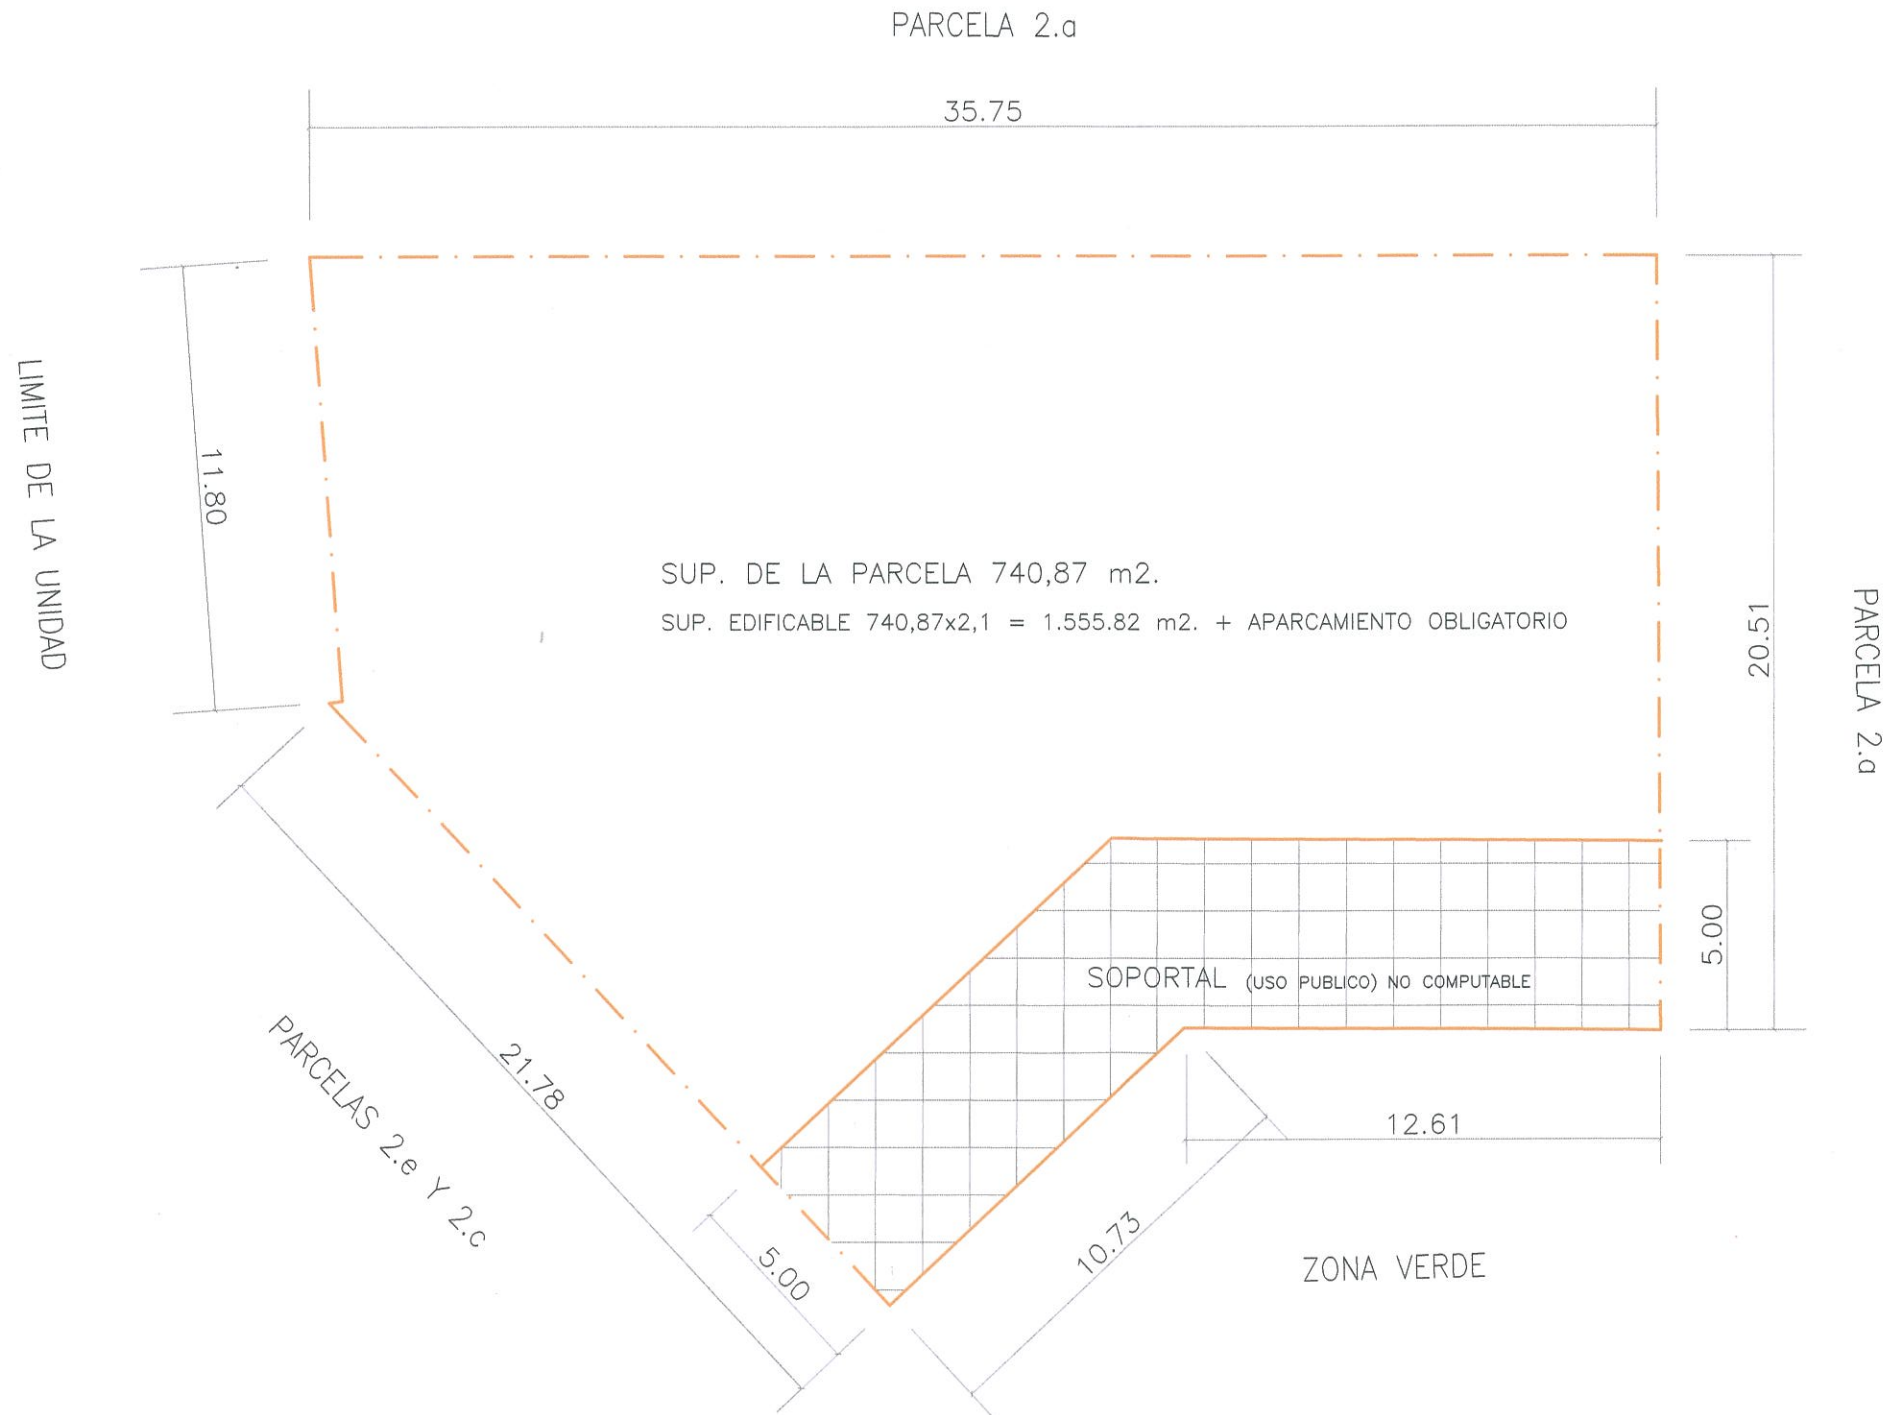 PARCELA 2.a
35.75
LIMITE DE LA UNIDAD
11.80
SUP. DE LA PARCELA 740,87 m2.
SUP. EDIFICABLE 740,87x2,1 = 1.555.82 m2. + APARCAMIENTO OBLIGATORIO
20.51
PARCELA 2.a
5.00
SOPORTAL (USO PUBLICO) NO COMPUTABLE
PARCELAS 2.e Y 2.c
21.78
5.00
10.73
12.61
ZONA VERDE